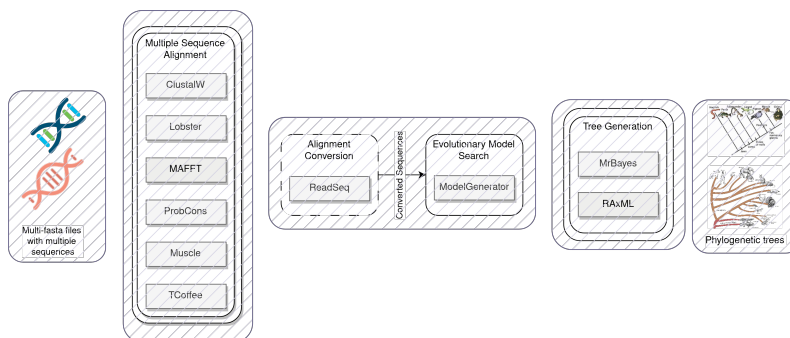 Multi-fasta files
with multiple
sequences
Multiple Sequence
Alignment
ClustalW
Lobster
MAFFT
ProbCons
Muscle
TCoffee
Alignment
Conversion
ReadSeq
Converted Sequences
Evolutionary Model
Search
ModelGenerator
Tree Generation
MrBayes
RAxML
Phylogenetic trees